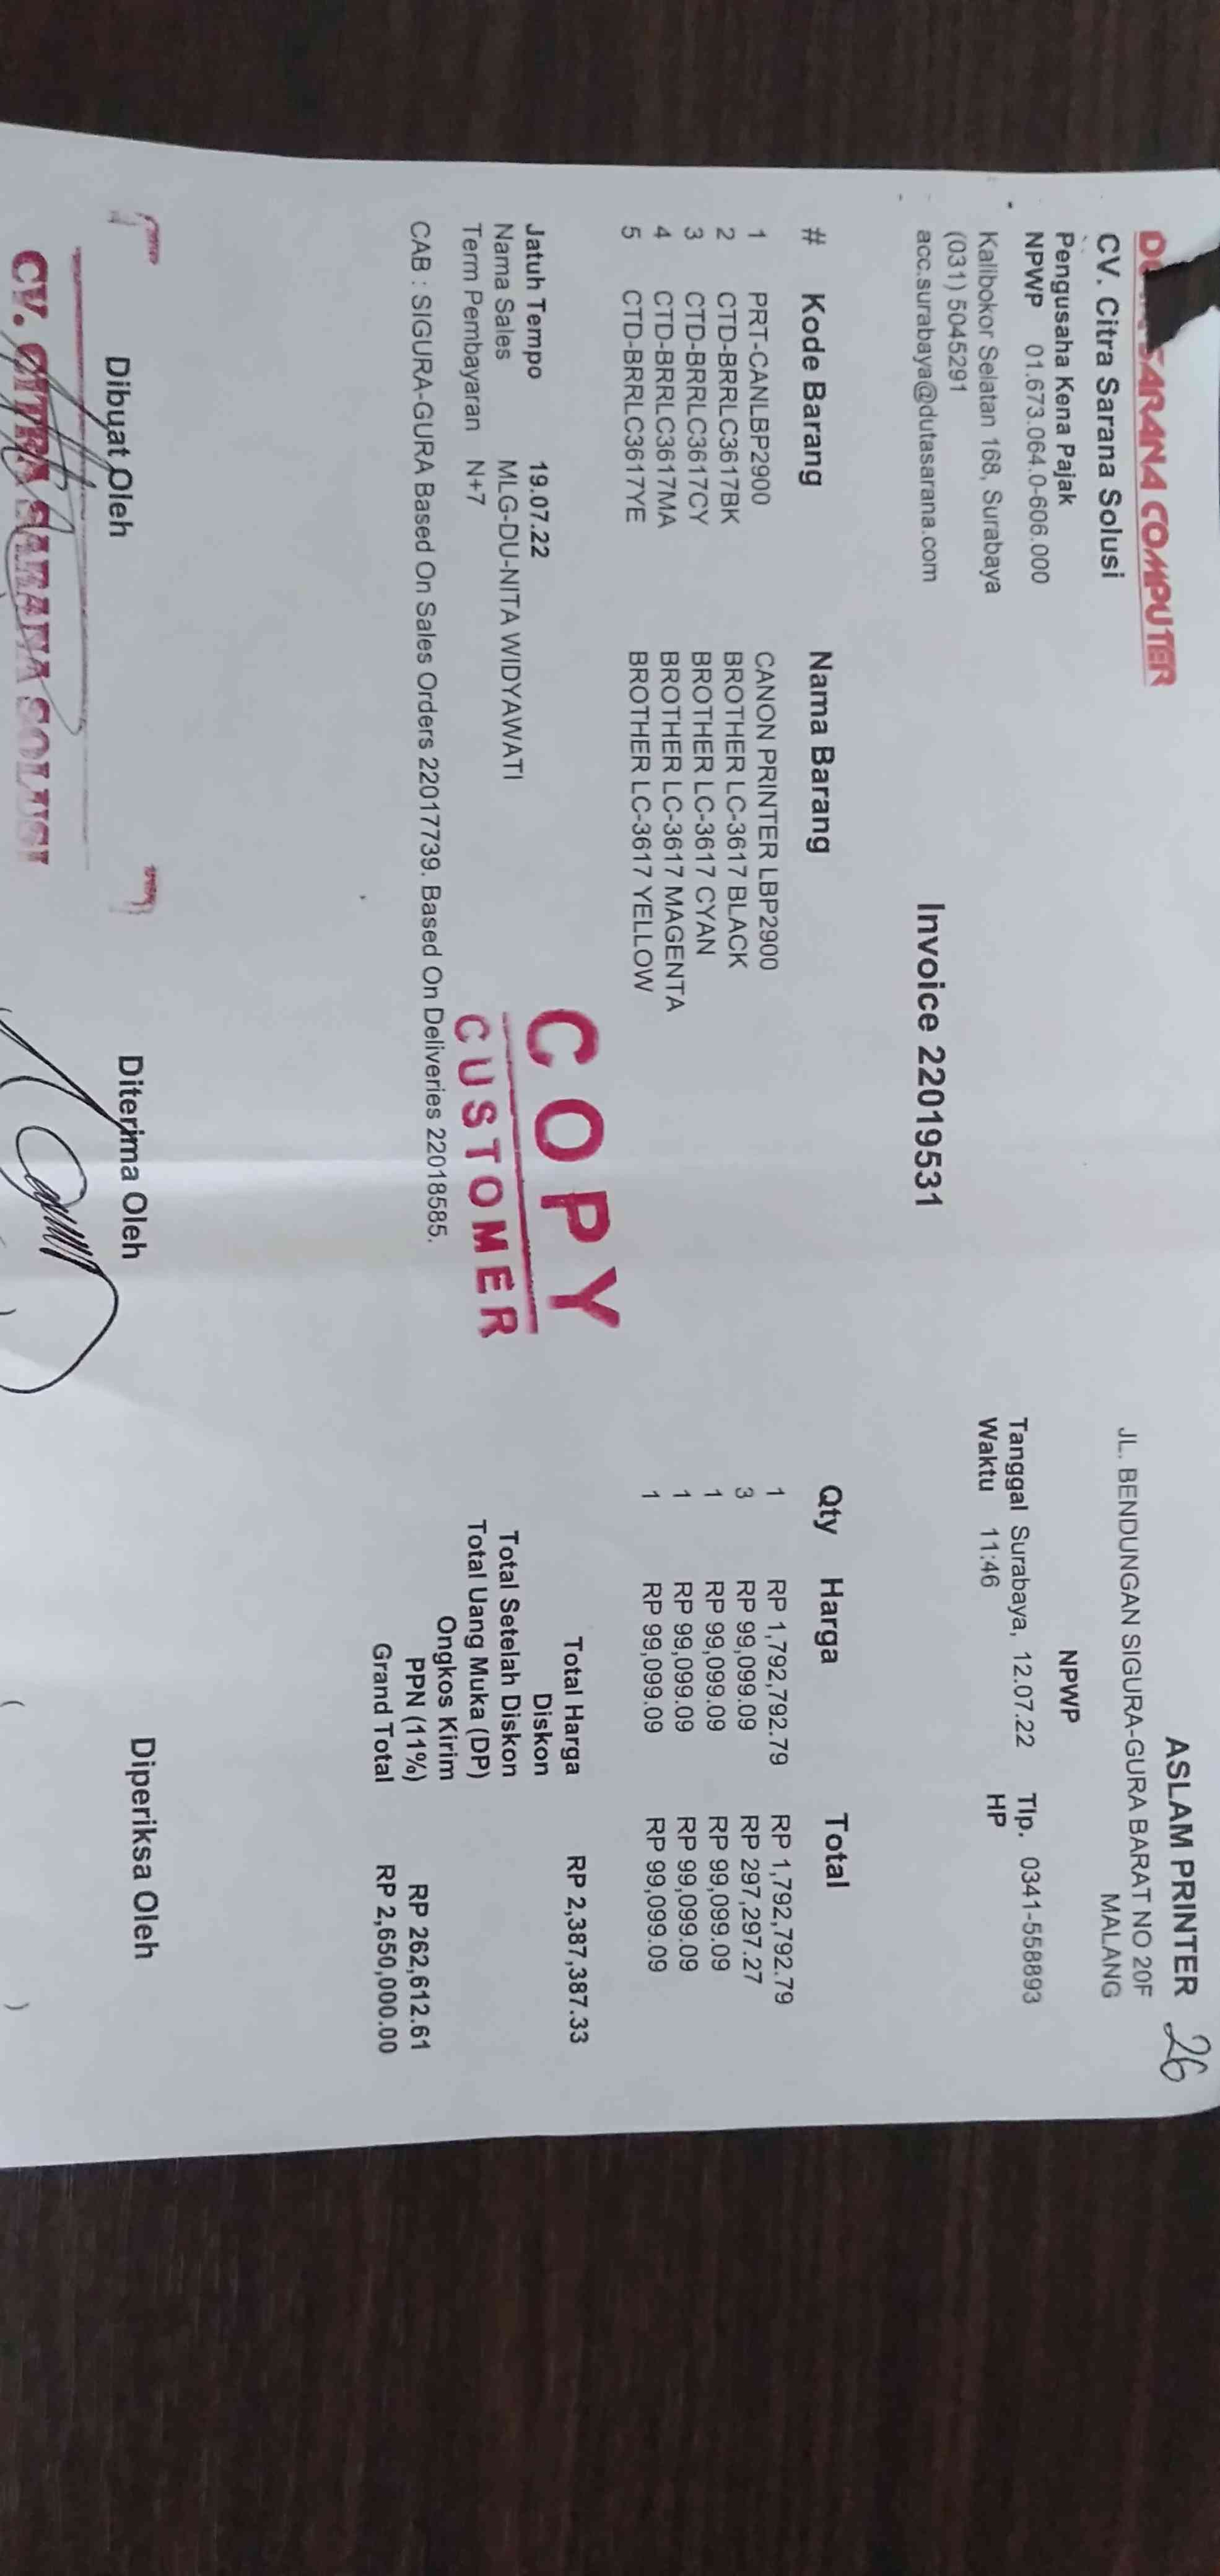 SARANA COMPUTER
CV. Citra Sarana Solusi
Pengusaha Kena Pajak
NPWP 01.673.064.0-606.000
Kalibokor Selatan 168, Surabaya
(031) 5045291
acc.surabaya@dutasarana.com
ASLAM PRINTER 26
JL. BENDUNGAN SIGURA-GURA BARAT NO 20F
MALANG
NPWP
Tanggal Surabaya, 12.07.22 Tlp. 0341-558893
Waktu 11:46 HP
Invoice 22019531
# Kode Barang Nama Barang Qty Harga Total
1 PRT-CANLBP2900 CANON PRINTER LBP2900 1 RP 1,792,792.79 RP 1,792,792.79
2 CTD-BRRLC3617BK BROTHER LC-3617 BLACK 3 RP 99,099.09 RP 297,297.27
3 CTD-BRRLC3617CY BROTHER LC-3617 CYAN 1 RP 99,099.09 RP 99,099.09
4 CTD-BRRLC3617MA BROTHER LC-3617 MAGENTA 1 RP 99,099.09 RP 99,099.09
5 CTD-BRRLC3617YE BROTHER LC-3617 YELLOW 1 RP 99,099.09 RP 99,099.09
Jatuh Tempo 19.07.22
Nama Sales MLG-DU-NITA WIDYAWATI
Term Pembayaran N+7
COPY
CUSTOMER
Total Harga RP 2,387,387.33
Diskon
Total Setelah Diskon
Total Uang Muka (DP)
Ongkos Kirim
PPN (11%) RP 262,612.61
Grand Total RP 2,650,000.00
CAB : SIGURA-GURA Based On Sales Orders 22017739. Based On Deliveries 22018585.
Dibuat Oleh Diterima Oleh Diperiksa Oleh
CV. CITRA SARANA SOLUSI
( )